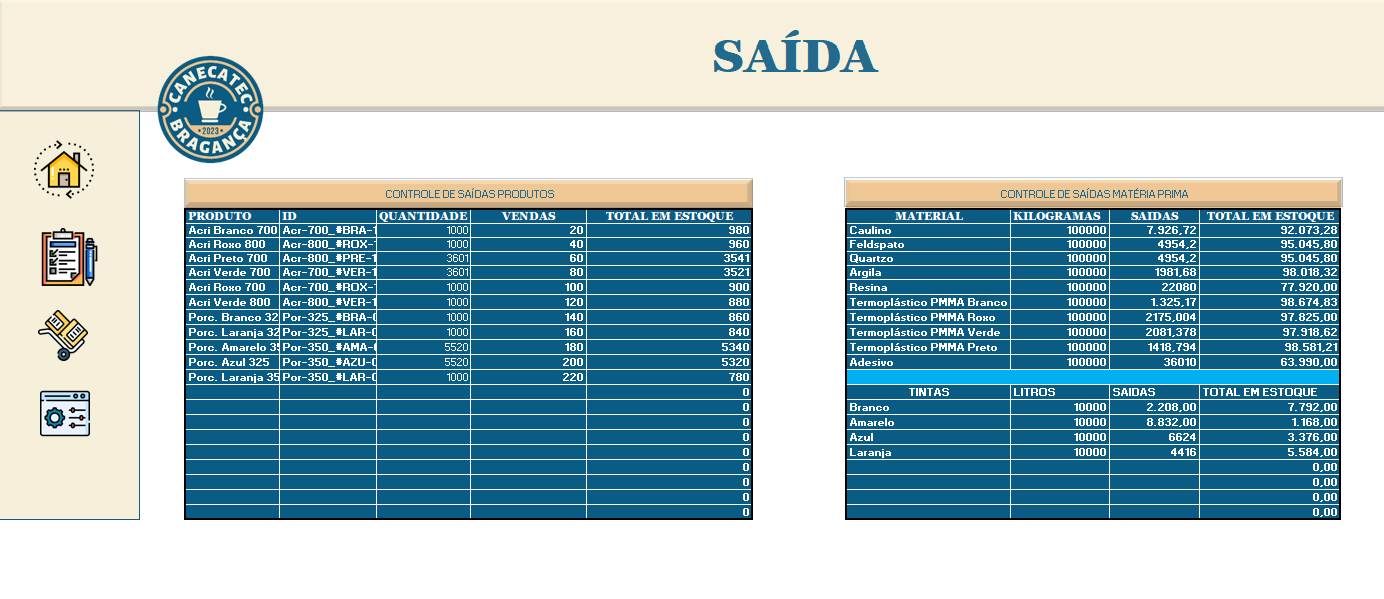 SAÍDA
CANECATEC
2023
BRAGANÇA
CONTROLE DE SAÍDAS PRODUTOS
PRODUTO ID QUANTIDADE VENDAS TOTAL EM ESTOQUE
Acri Branco 700 Acr-700_#BRA-1 1000 20 980
Acri Roxo 800 Acr-800_#ROX-1 1000 40 960
Acri Preto 700 Acr-800_#PRE-1 3601 60 3541
Acri Verde 700 Acr-700_#VER-1 3601 80 3521
Acri Roxo 700 Acr-700_#ROX-1 1000 100 900
Acri Verde 800 Acr-800_#VER-1 1000 120 880
Porc. Branco 32 Por-325_#BRA-0 1000 140 860
Porc. Laranja 32 Por-325_#LAR-0 1000 160 840
Porc. Amarelo 35 Por-350_#AMA-0 5520 180 5340
Porc. Azul 325 Por-350_#AZU-0 5520 200 5320
Porc. Laranja 35 Por-350_#LAR-0 1000 220 780
0
0
0
0
0
0
0
0
0
CONTROLE DE SAÍDAS MATÉRIA PRIMA
MATERIAL KILOGRAMAS SAIDAS TOTAL EM ESTOQUE
Caulino 100000 7.926,72 92.073,28
Feldspato 100000 4954,2 95.045,80
Quartzo 100000 4954,2 95.045,80
Argila 100000 1981,68 98.018,32
Resina 100000 22080 77.920,00
Termoplástico PMMA Branco 100000 1.325,17 98.674,83
Termoplástico PMMA Roxo 100000 2175,004 97.825,00
Termoplástico PMMA Verde 100000 2081,378 97.918,62
Termoplástico PMMA Preto 100000 1418,794 98.581,21
Adesivo 100000 36010 63.990,00
TINTAS LITROS SAIDAS TOTAL EM ESTOQUE
Branco 10000 2.208,00 7.792,00
Amarelo 10000 8.832,00 1.168,00
Azul 10000 6624 3.376,00
Laranja 10000 4416 5.584,00
0,00
0,00
0,00
0,00